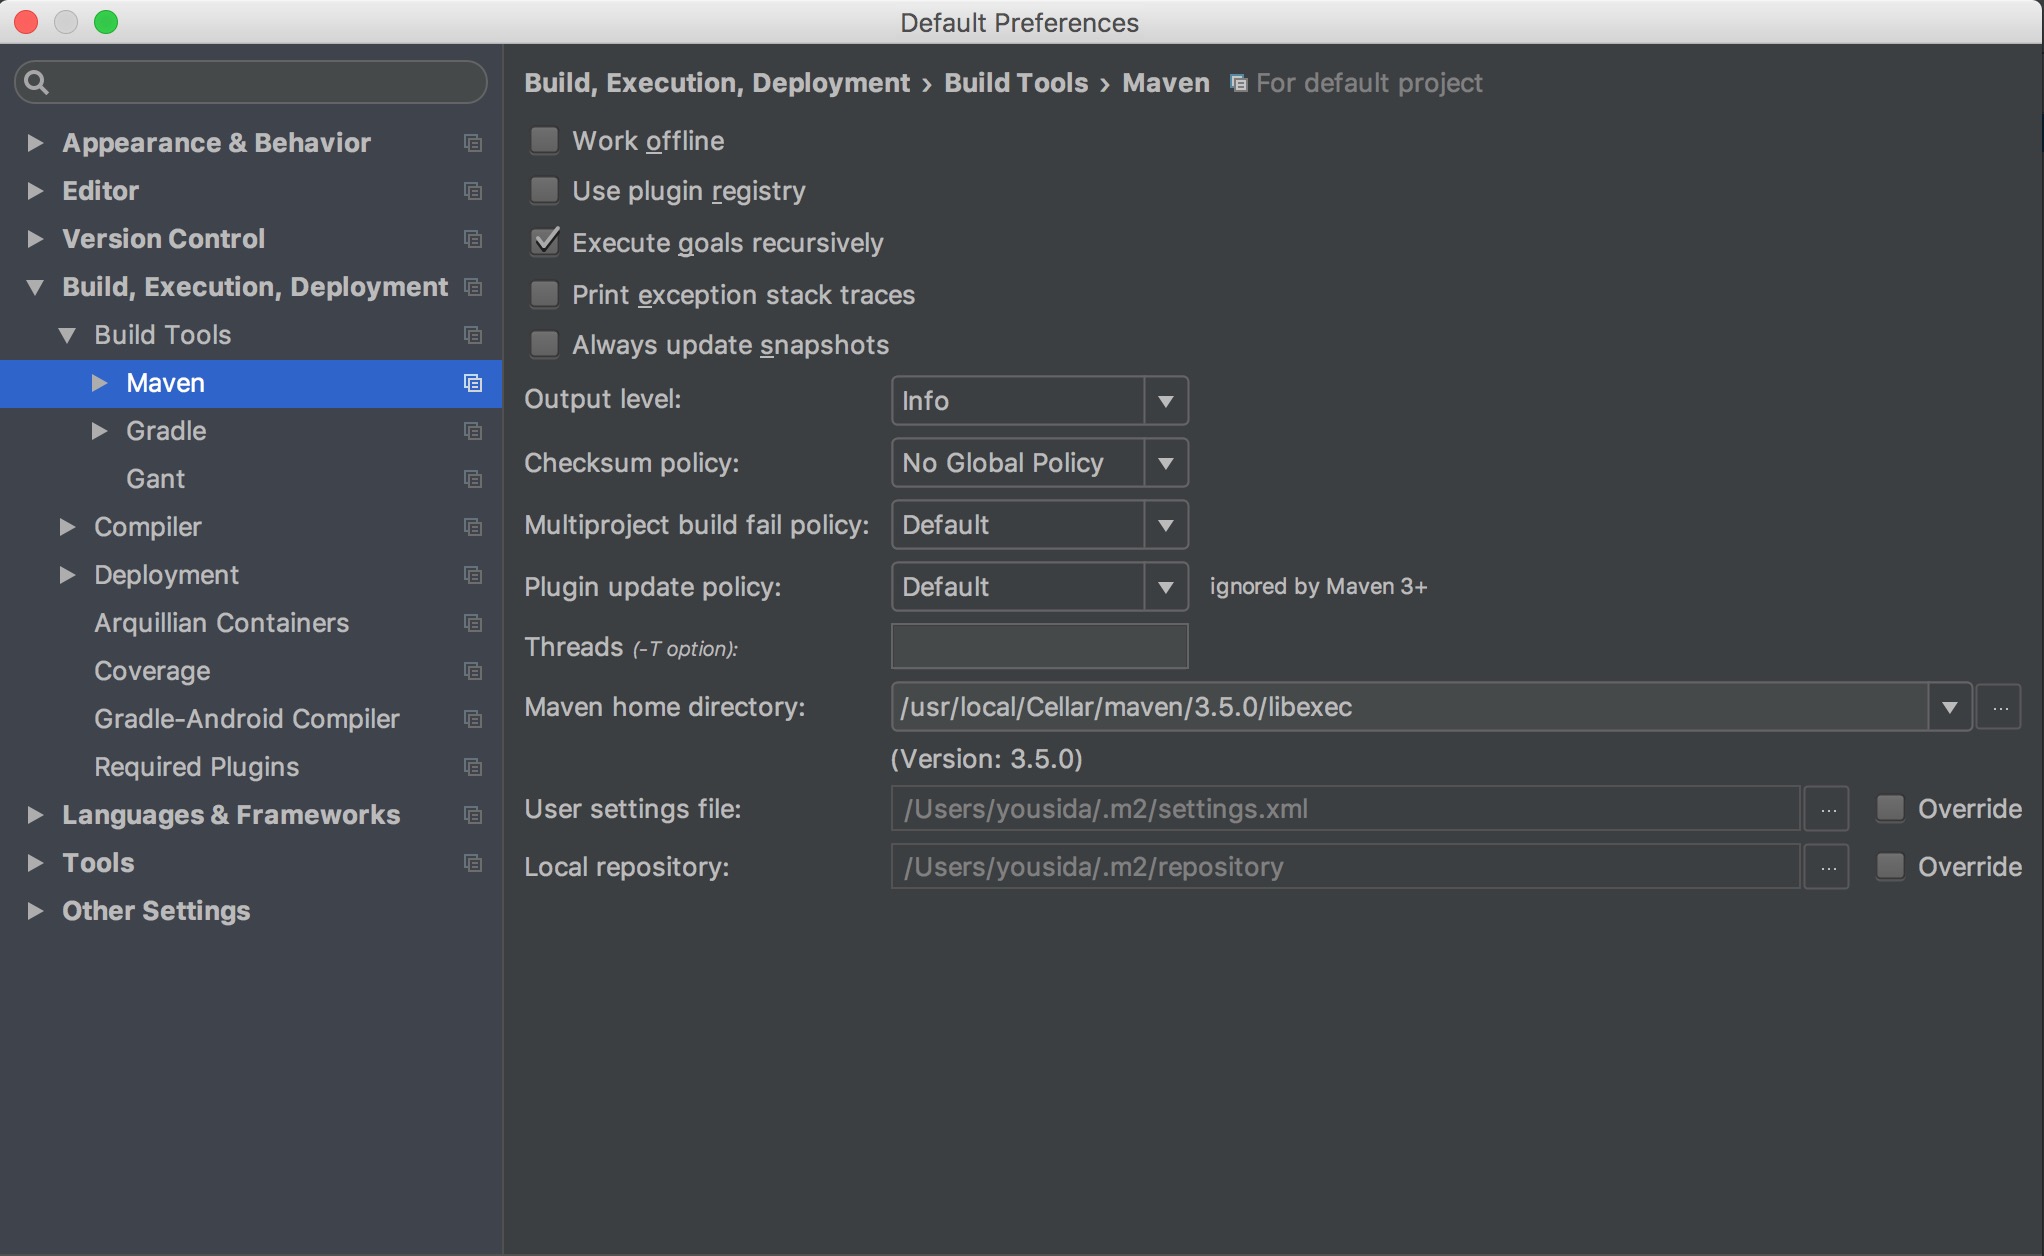 Default Preferences
Appearance & Behavior
Editor
Version Control
Build, Execution, Deployment
Build Tools
Maven
Gradle
Gant
Compiler
Deployment
Arquillian Containers
Coverage
Gradle-Android Compiler
Required Plugins
Languages & Frameworks
Tools
Other Settings
Build, Execution, Deployment › Build Tools › Maven For default project
Work offline
Use plugin registry
Execute goals recursively
Print exception stack traces
Always update snapshots
Output level: Info
Checksum policy: No Global Policy
Multiproject build fail policy: Default
Plugin update policy: Default ignored by Maven 3+
Threads (-T option):
Maven home directory: /usr/local/Cellar/maven/3.5.0/libexec ...
(Version: 3.5.0)
User settings file: /Users/yousida/.m2/settings.xml ... Override
Local repository: /Users/yousida/.m2/repository ... Override